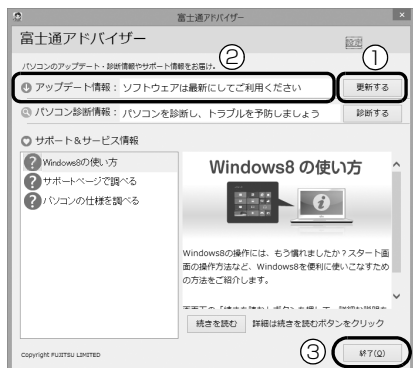 富士通アドバイザー
富士通アドバイザー
設定
パソコンのアップデート・診断情報やサポート情報をお届け。
②
①
アップデート情報： ソフトウェアは最新にしてご利用ください
更新する
パソコン診断情報： パソコンを診断し、トラブルを予防しましょう
診断する
サポート＆サービス情報
Windows8の使い方
サポートページで調べる
パソコンの仕様を調べる
Windows8 の使い方
Windows8の操作には、もう慣れましたか？スタート画
面の操作方法など、Windows8を便利に使いこなすため
の方法をご紹介します。
続きを読む
詳細は続きを読むボタンをクリック
③
終了(Q)
Copyright FUJITSU LIMITED